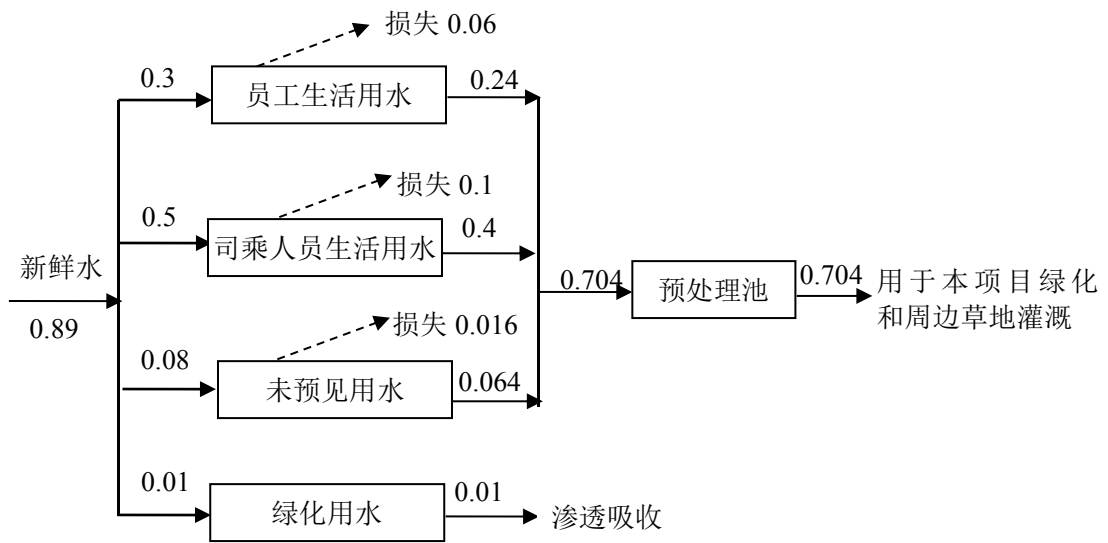 损失 0.06
0.3
员工生活用水
0.24
损失 0.1
0.5
司乘人员生活用水
0.4
新鲜水
0.89
0.704
预处理池
0.704
用于本项目绿化
和周边草地灌溉
损失 0.016
0.08
未预见用水
0.064
0.01
绿化用水
0.01
渗透吸收